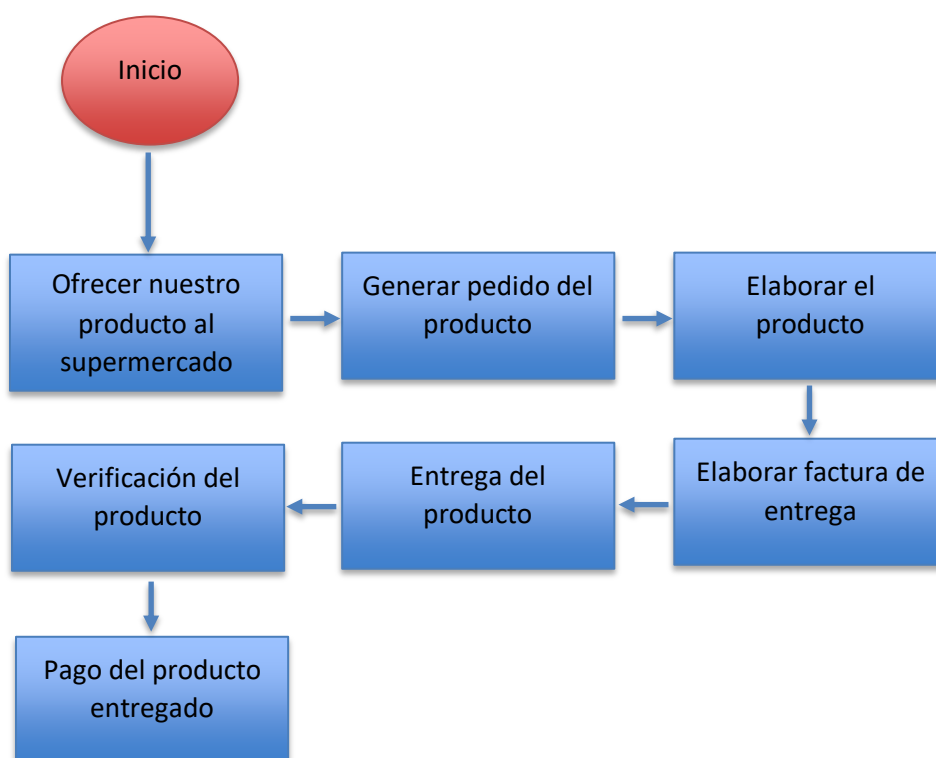 Inicio
Ofrecer nuestro
producto al
supermercado
Generar pedido del
producto
Elaborar el
producto
Elaborar factura de
entrega
Entrega del
producto
Verificación del
producto
Pago del producto
entregado